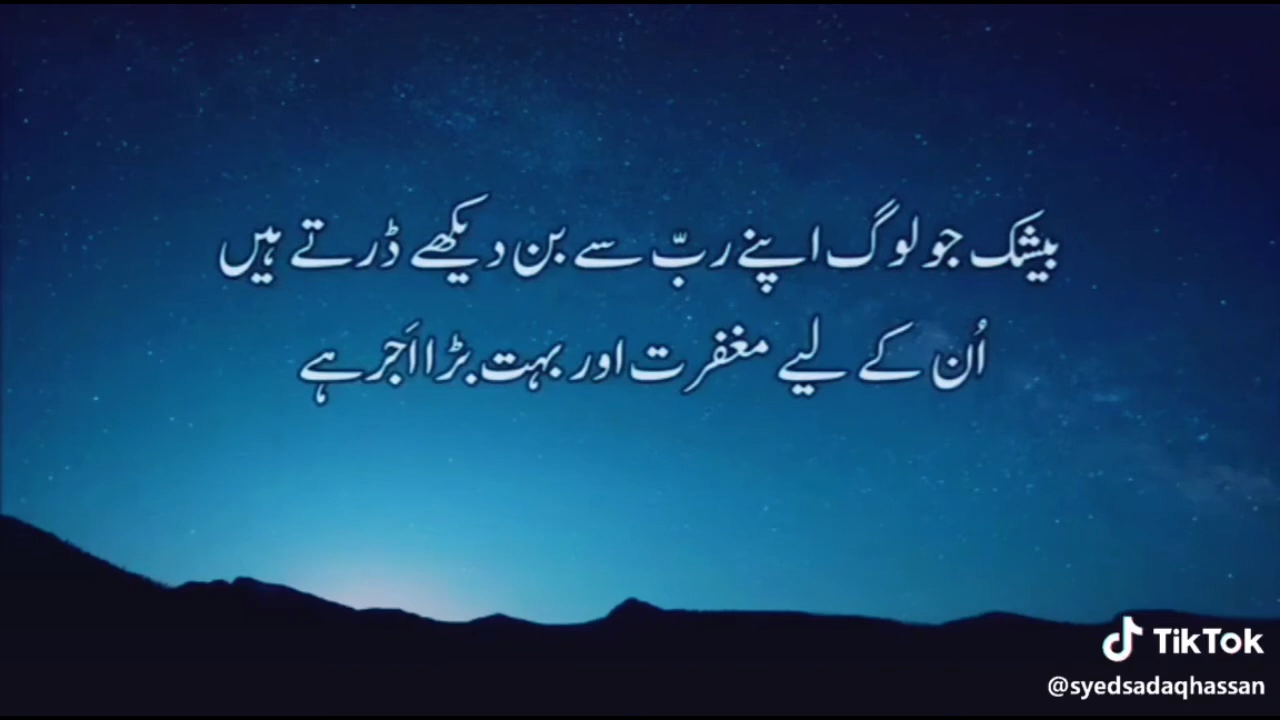 بیشک جو لوگ اپنے ربّ سے بن دیکھے ڈرتے ہیں
اُن کے لیے مغفرت اور بہت بڑا اَجر ہے
TikTok
@syedsadaqhassan